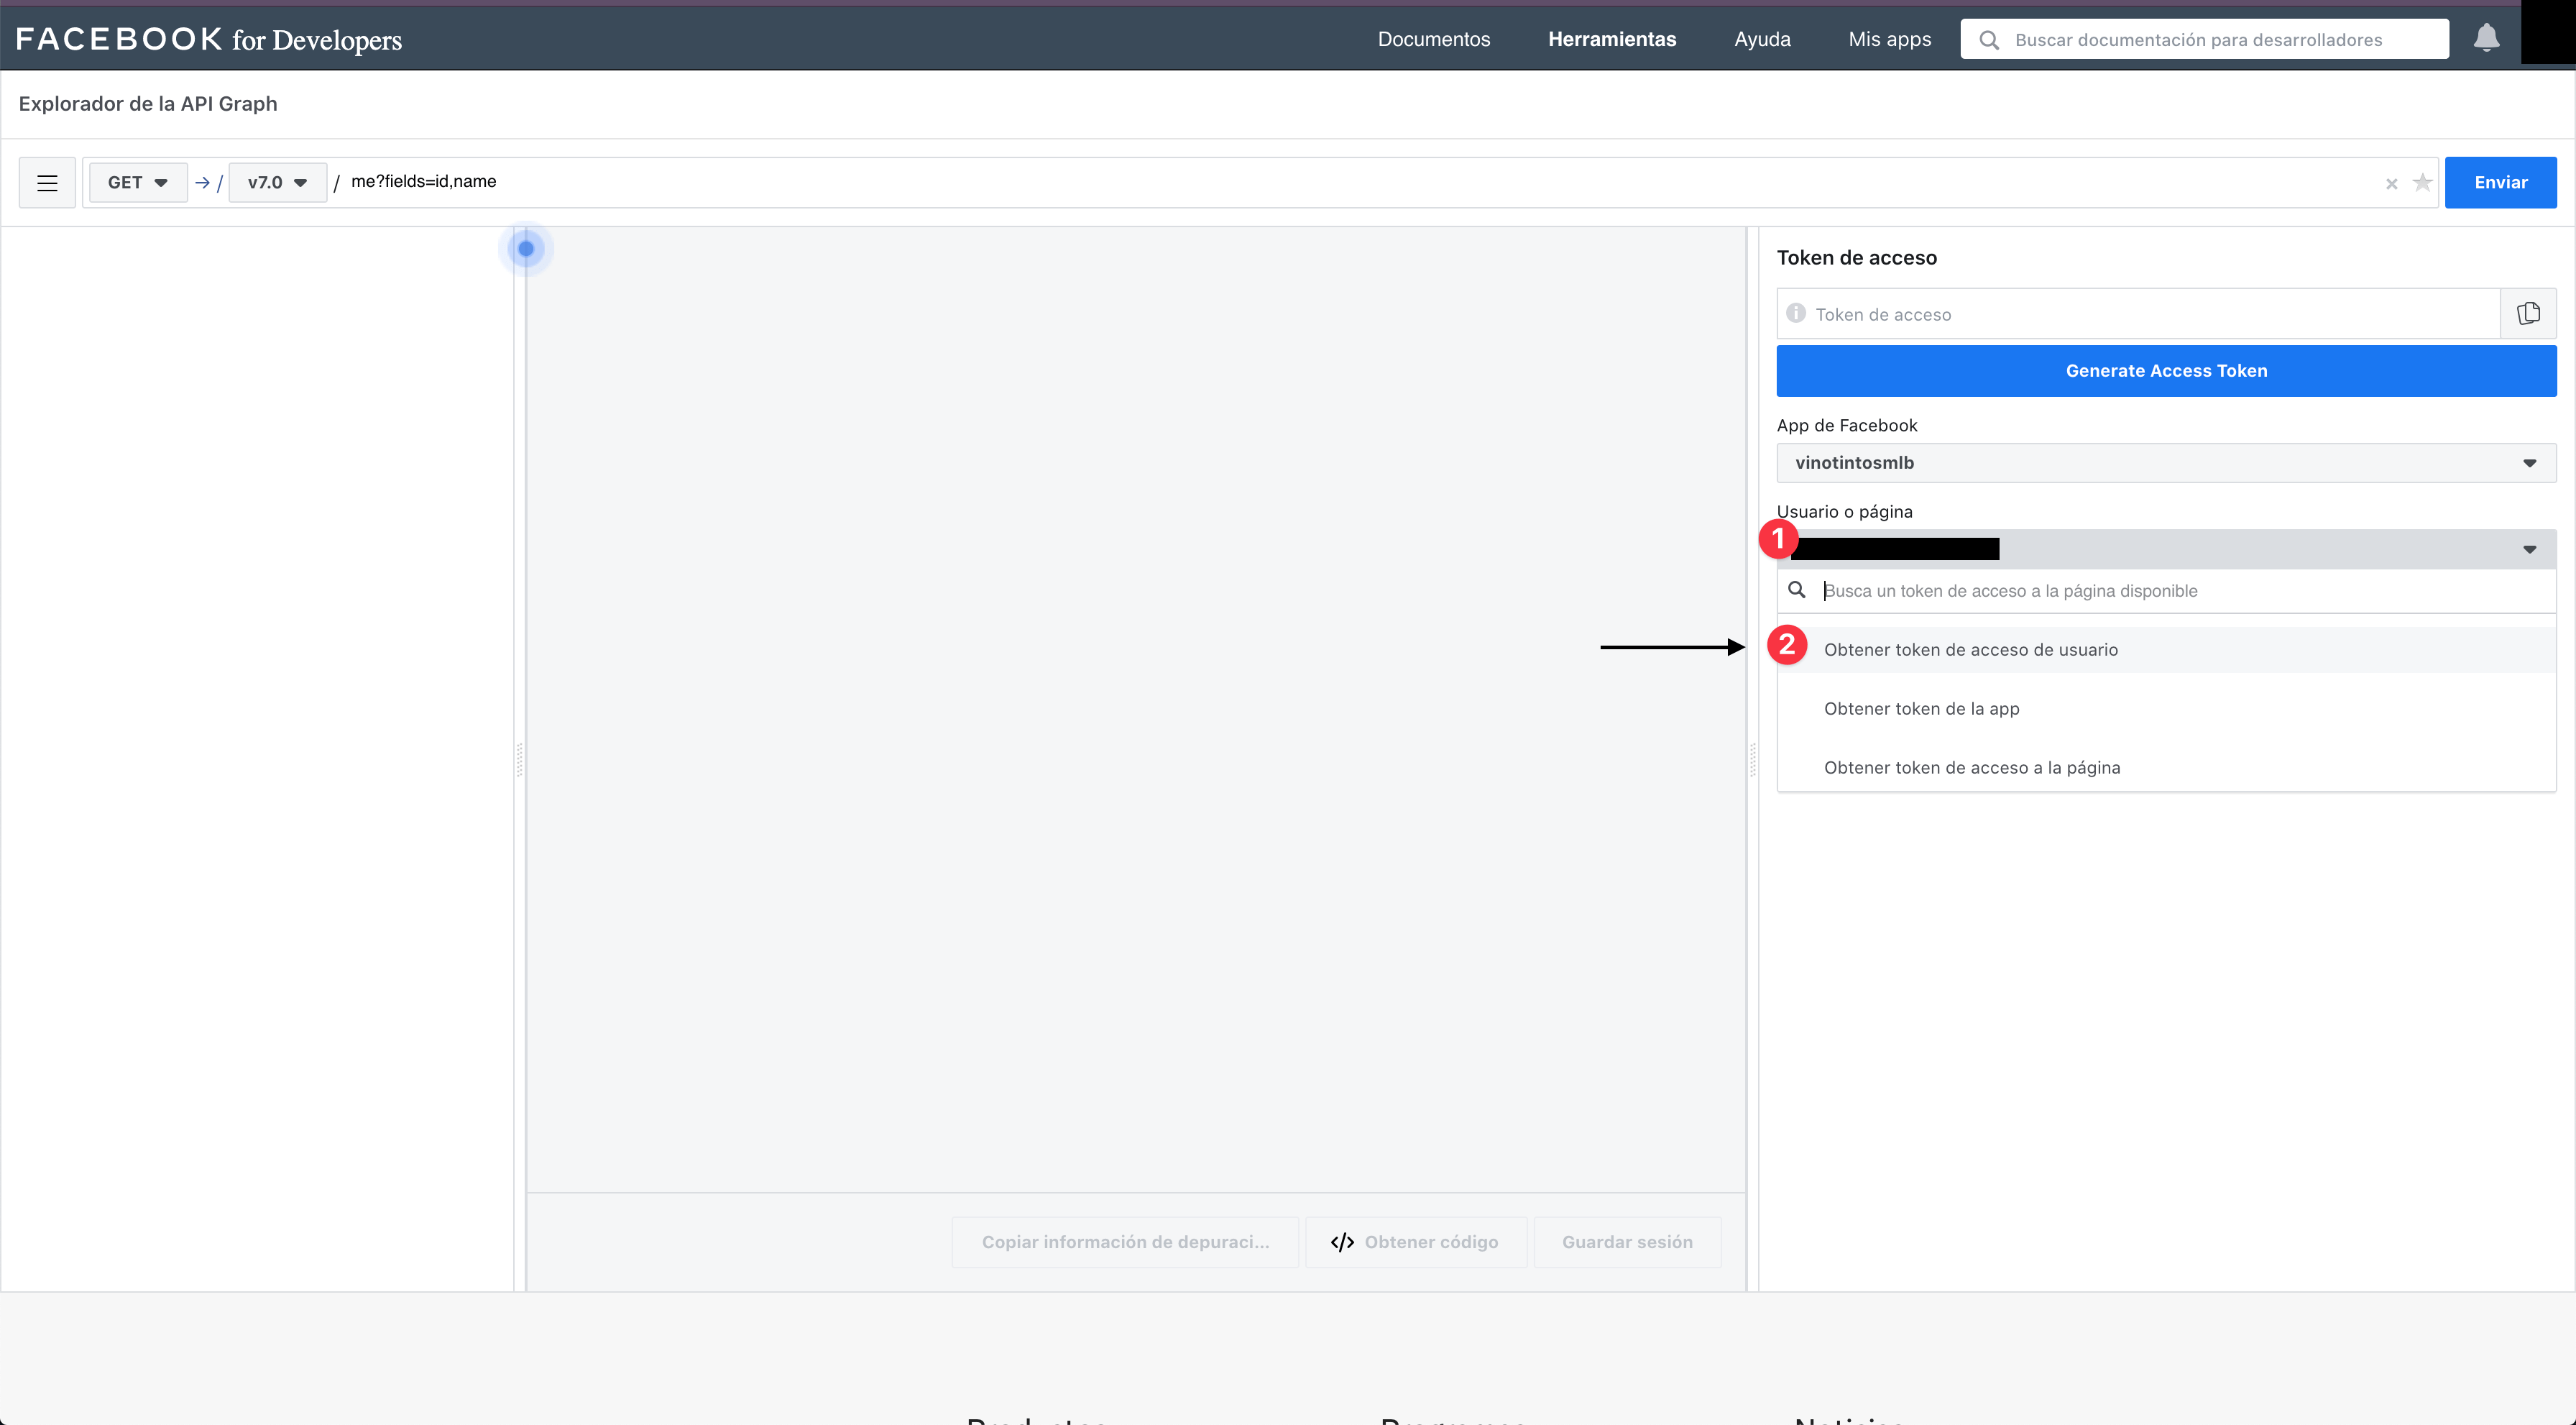 FACEBOOK for Developers
Documentos
Herramientas
Ayuda
Mis apps
Buscar documentación para desarrolladores
Explorador de la API Graph
GET
→ /
v7.0
/ me?fields=id,name
Enviar
Token de acceso
Token de acceso
Generate Access Token
App de Facebook
vinotintosmlb
Usuario o página
1
Busca un token de acceso a la página disponible
2
Obtener token de acceso de usuario
Obtener token de la app
Obtener token de acceso a la página
Copiar información de depuraci...
</> Obtener código
Guardar sesión